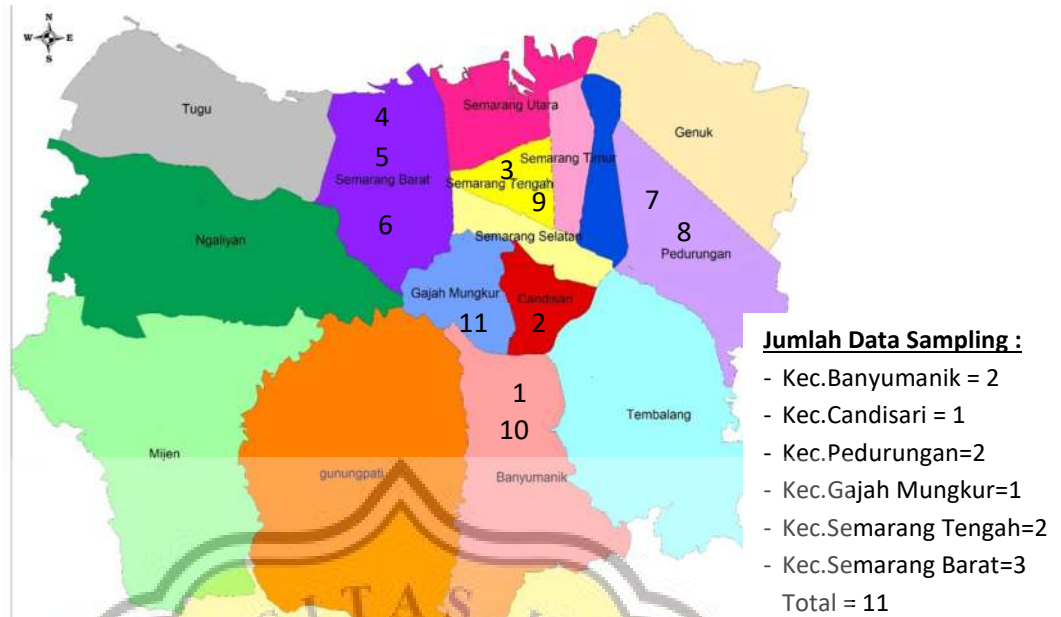 N
W E
S
Tugu
4
5
Semarang Barat
6
Semarang Utara
Semarang Timur
3
Semarang Tengah
9
Semarang Selatan
Genuk
7
8
Pedurungan
Ngaliyan
Gajah Mungkur
11
Candisari
2
1
10
Banyumanik
Tembalang
Mijen
gunungpati
ITAS
Jumlah Data Sampling :
- Kec.Banyumanik = 2
- Kec.Candisari = 1
- Kec.Pedurungan=2
- Kec.Gajah Mungkur=1
- Kec.Semarang Tengah=2
- Kec.Semarang Barat=3
Total = 11